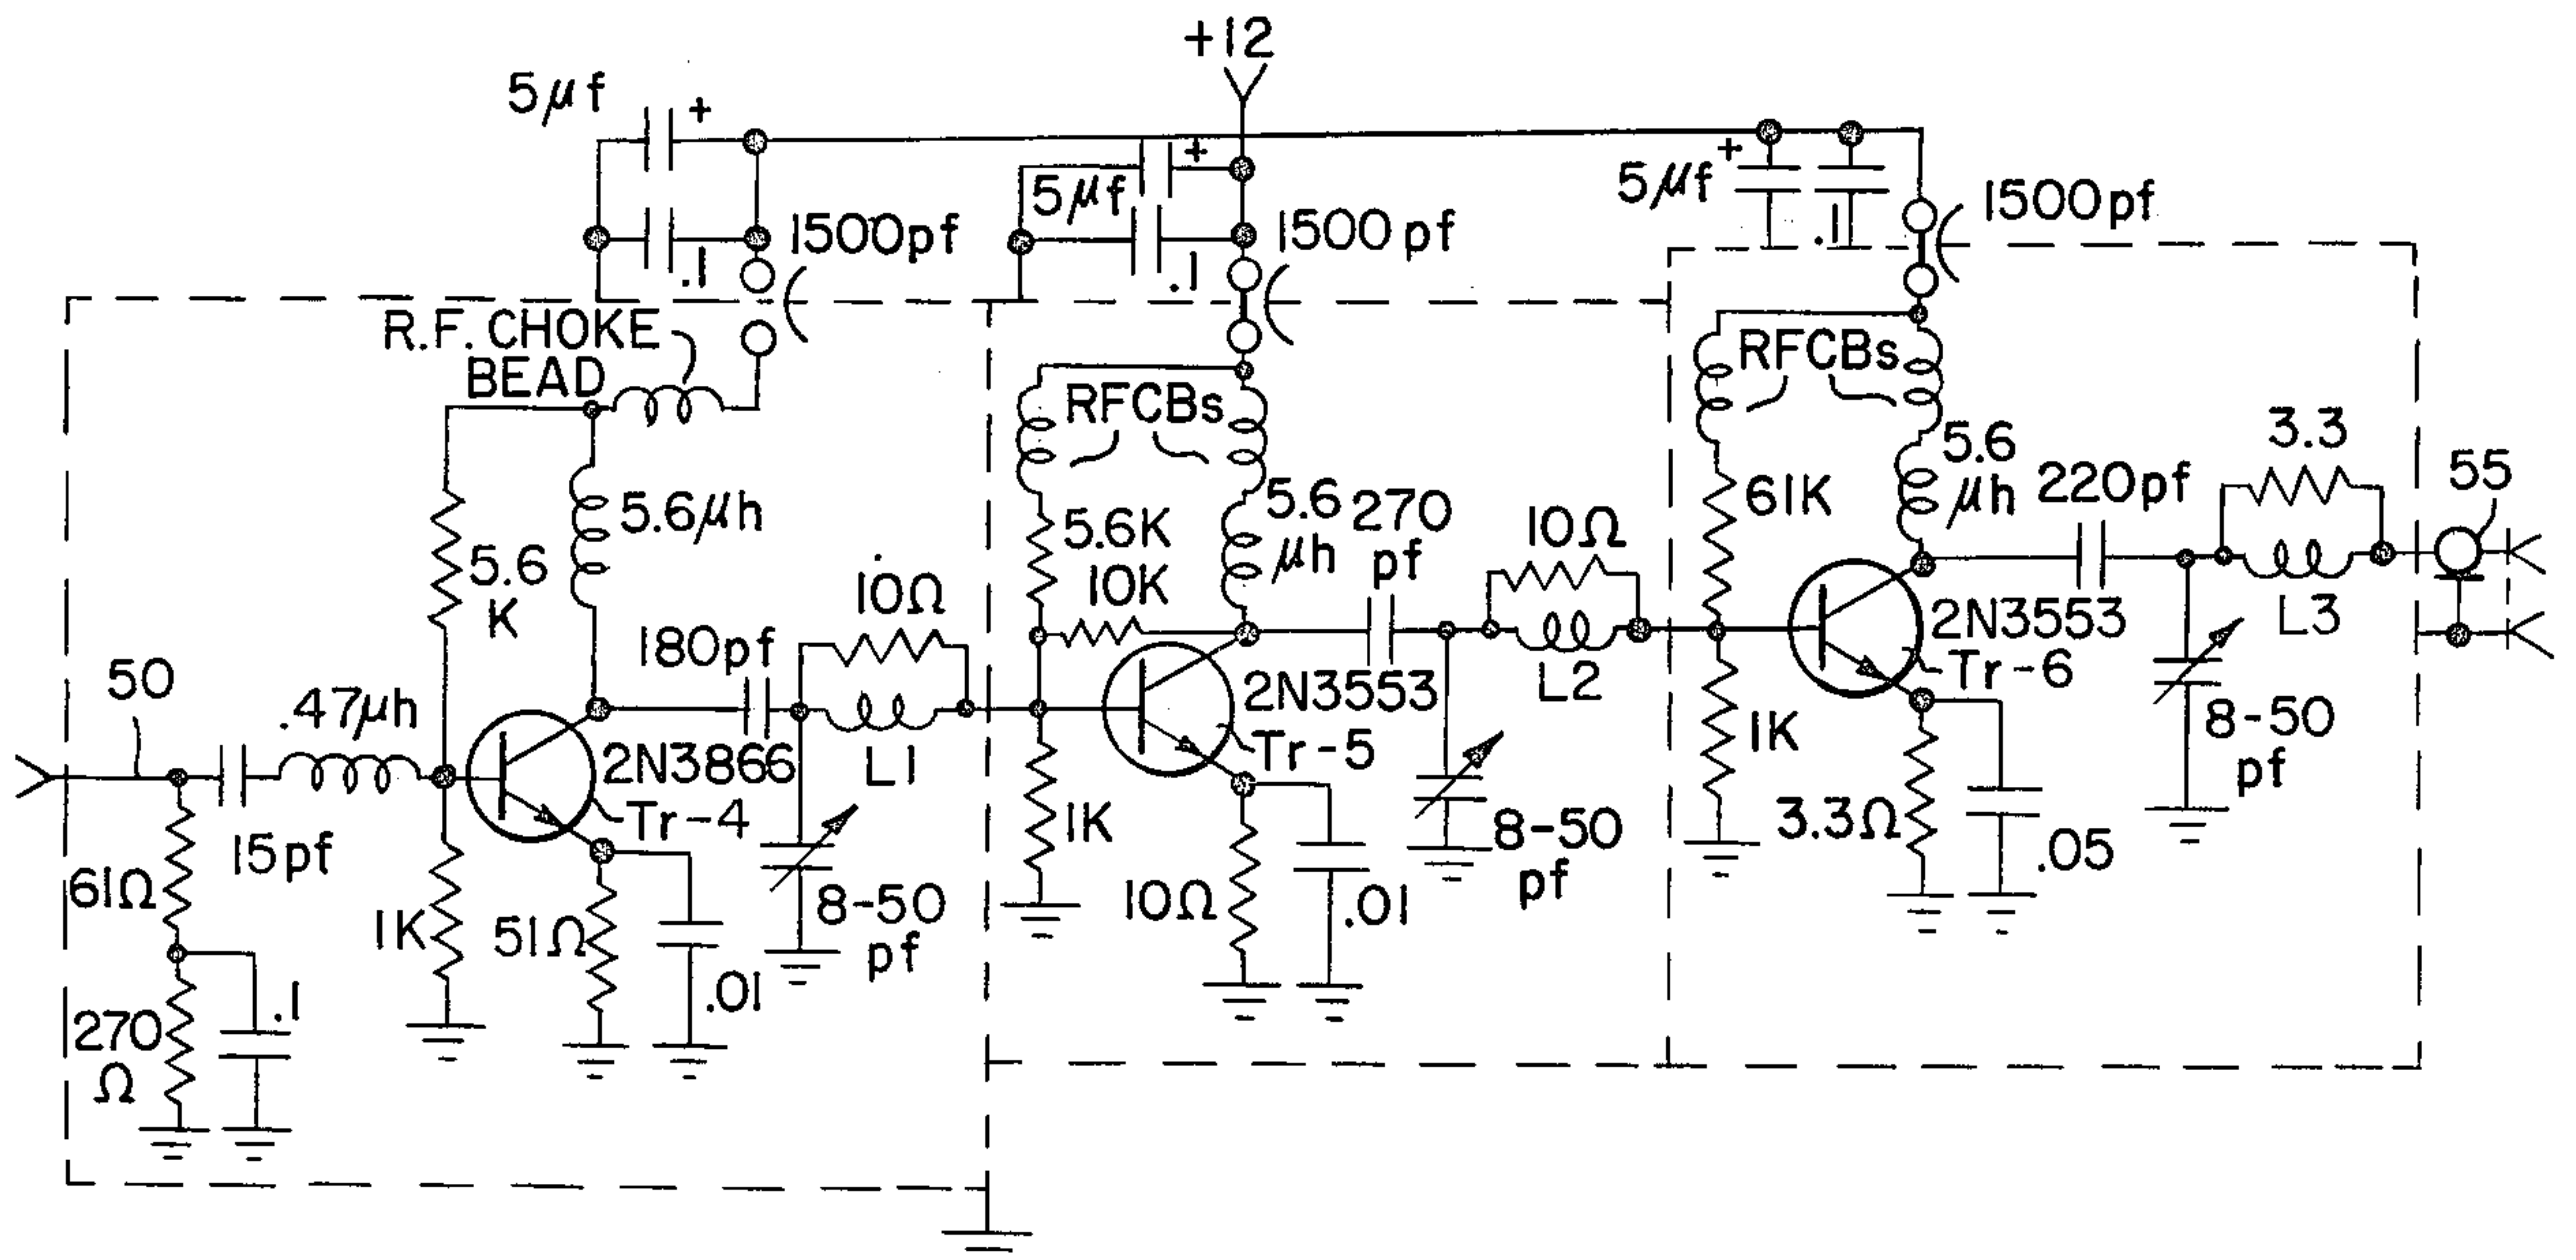 +12
5μf
+
.1
1500pf
5μf
+
.1
1500pf
+
5μf
.1
1500pf
R.F. CHOKE
BEAD
RFCBs
RFCBs
5.6
K
5.6μh
5.6K
10K
5.6
μh
270
pf
10Ω
L2
61K
5.6
μh
220pf
3.3
L3
55
50
.47μh
15pf
61Ω
270
Ω
.1
1K
51Ω
.01
2N3866
Tr-4
180pf
10Ω
L1
8-50
pf
1K
2N3553
Tr-5
10Ω
.01
8-50
pf
1K
2N3553
Tr-6
3.3Ω
.05
8-50
pf